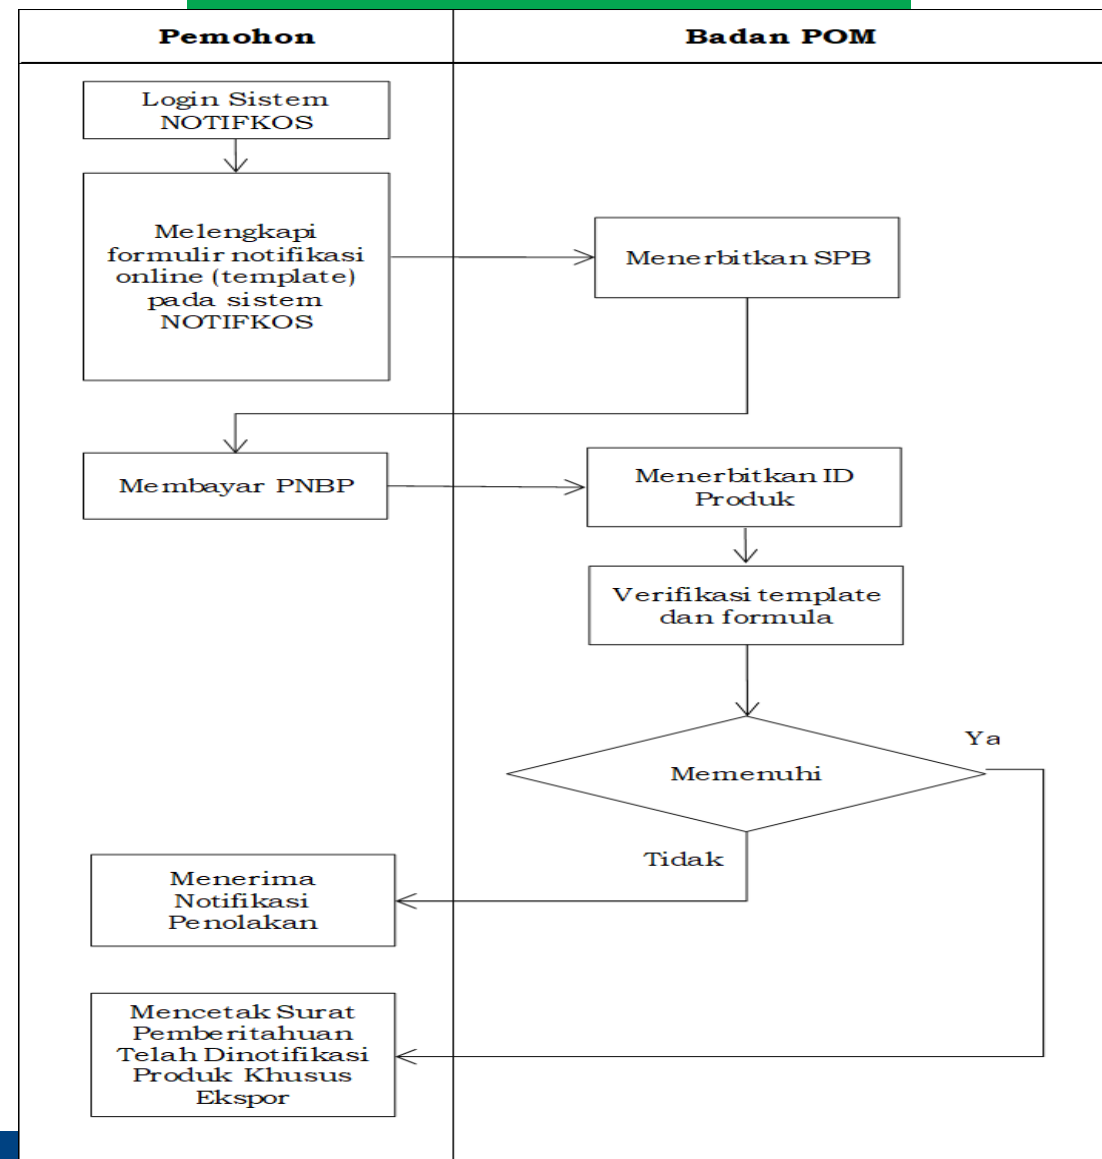 Pemohon
Badan POM
Login Sistem
NOTIFKOS
Melengkapi
formulir notifikasi
online (template)
pada sistem
NOTIFKOS
Menerbitkan SPB
Membayar PNBP
Menerbitkan ID
Produk
Verifikasi template
dan formula
Memenuhi
Ya
Tidak
Menerima
Notifikasi
Penolakan
Mencetak Surat
Pemberitahuan
Telah Dinotifikasi
Produk Khusus
Ekspor